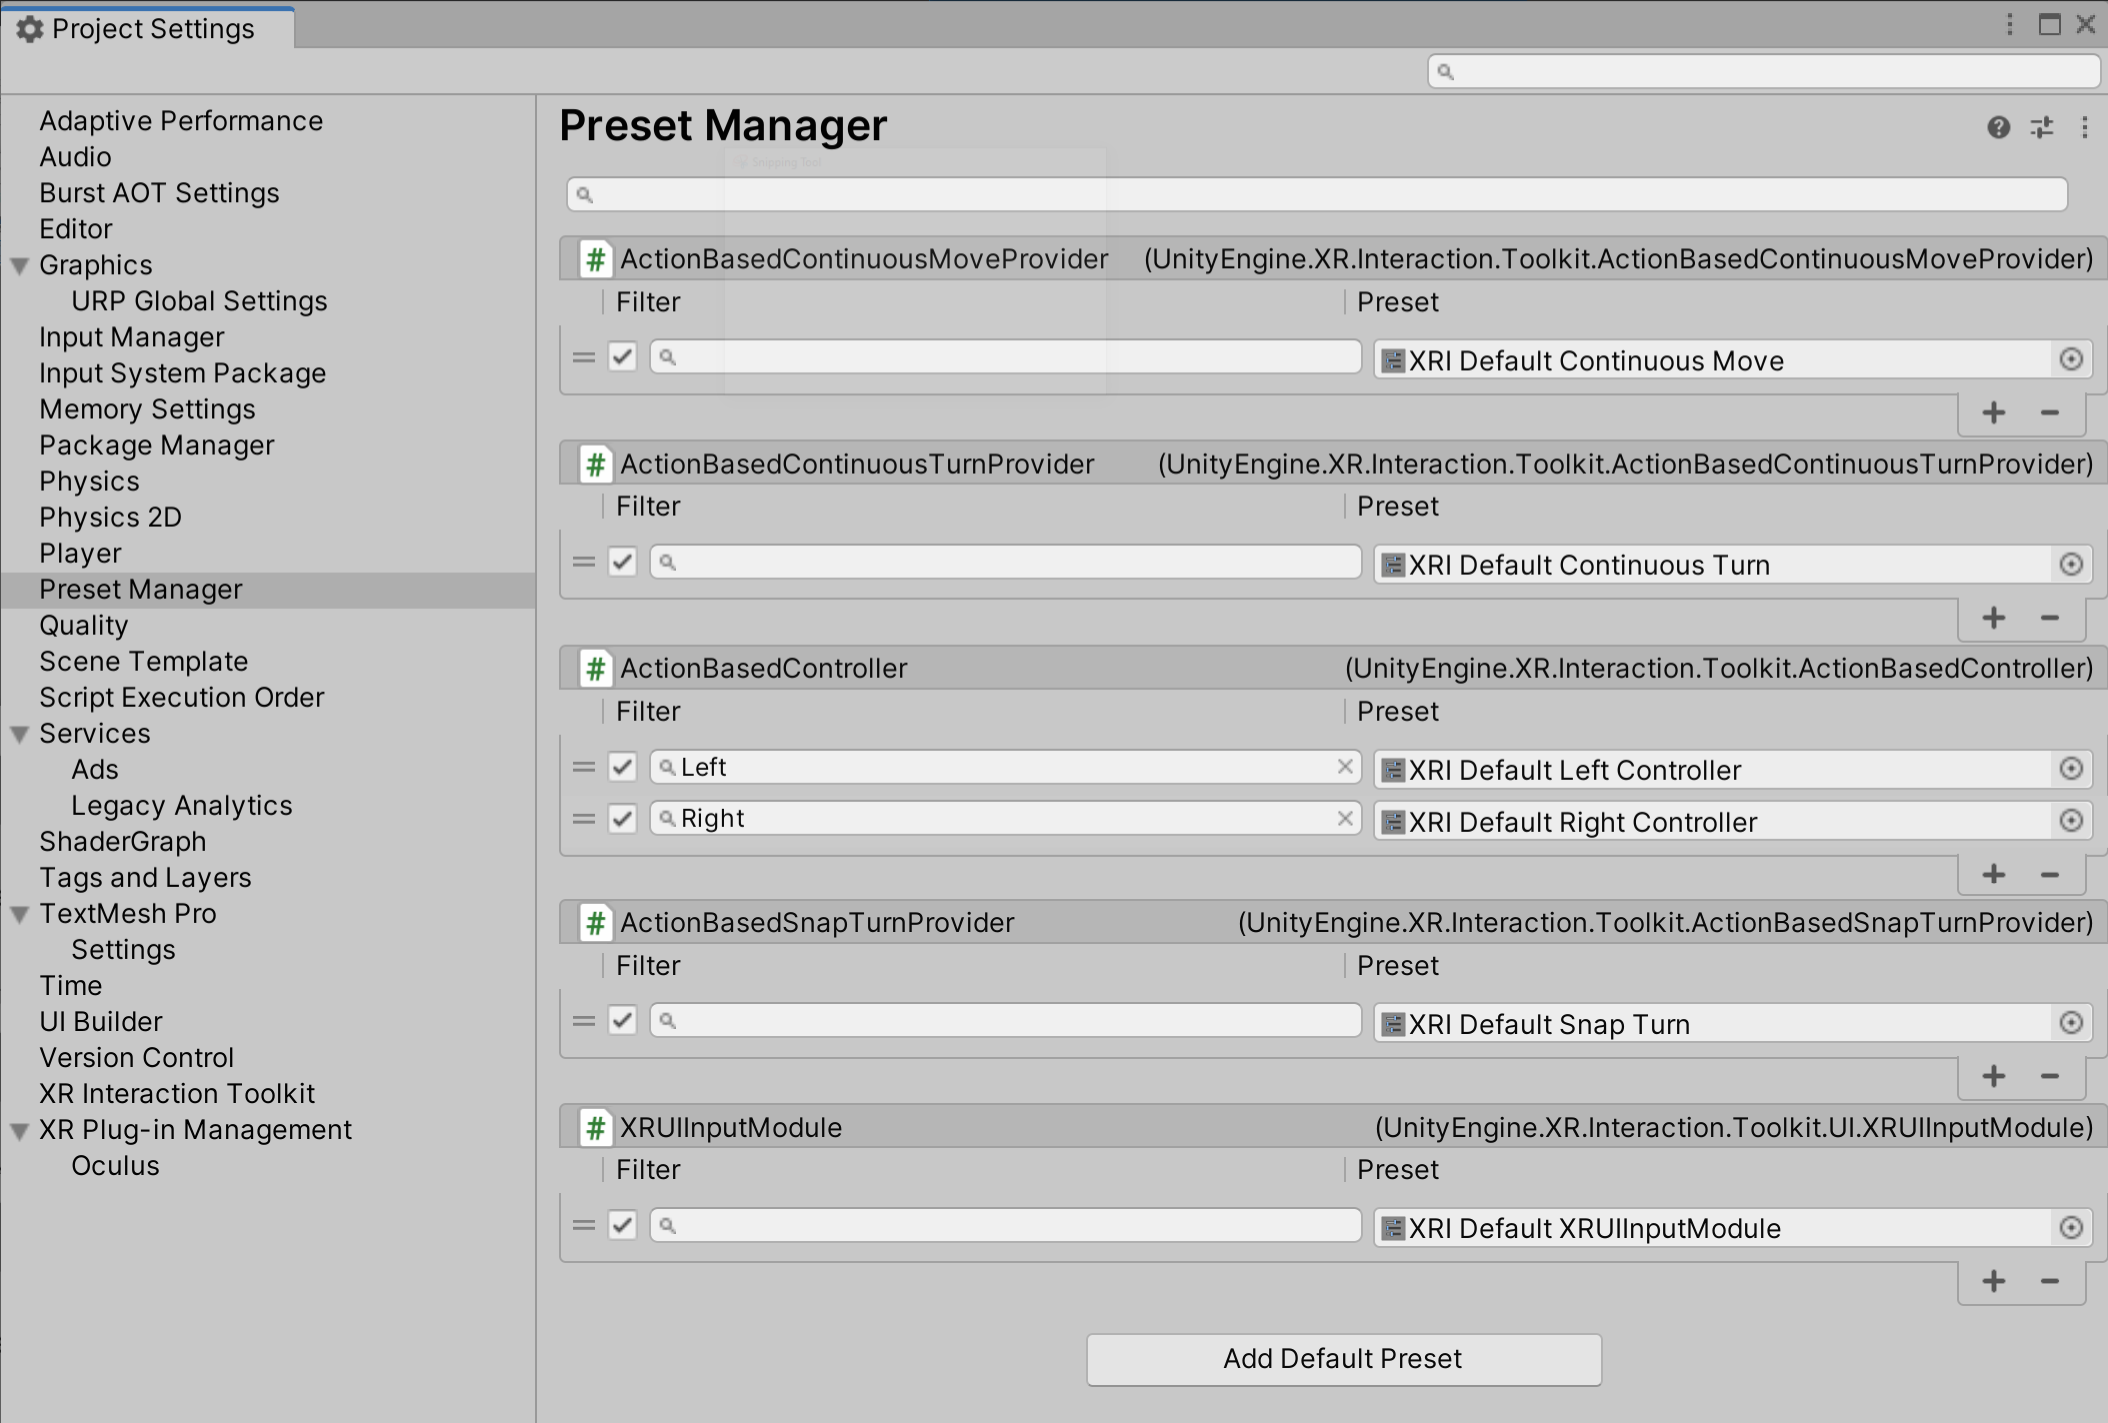 Project Settings
Adaptive Performance
Audio
Burst AOT Settings
Editor
Graphics
URP Global Settings
Input Manager
Input System Package
Memory Settings
Package Manager
Physics
Physics 2D
Player
Preset Manager
Quality
Scene Template
Script Execution Order
Services
Ads
Legacy Analytics
ShaderGraph
Tags and Layers
TextMesh Pro
Settings
Time
UI Builder
Version Control
XR Interaction Toolkit
XR Plug-in Management
Oculus
Preset Manager
Snipping Tool
# ActionBasedContinuousMoveProvider (UnityEngine.XR.Interaction.Toolkit.ActionBasedContinuousMoveProvider)
Filter Preset
XRI Default Continuous Move
+ −
# ActionBasedContinuousTurnProvider (UnityEngine.XR.Interaction.Toolkit.ActionBasedContinuousTurnProvider)
Filter Preset
XRI Default Continuous Turn
+ −
# ActionBasedController (UnityEngine.XR.Interaction.Toolkit.ActionBasedController)
Filter Preset
Left XRI Default Left Controller
Right XRI Default Right Controller
+ −
# ActionBasedSnapTurnProvider (UnityEngine.XR.Interaction.Toolkit.ActionBasedSnapTurnProvider)
Filter Preset
XRI Default Snap Turn
+ −
# XRUIInputModule (UnityEngine.XR.Interaction.Toolkit.UI.XRUIInputModule)
Filter Preset
XRI Default XRUIInputModule
+ −
Add Default Preset